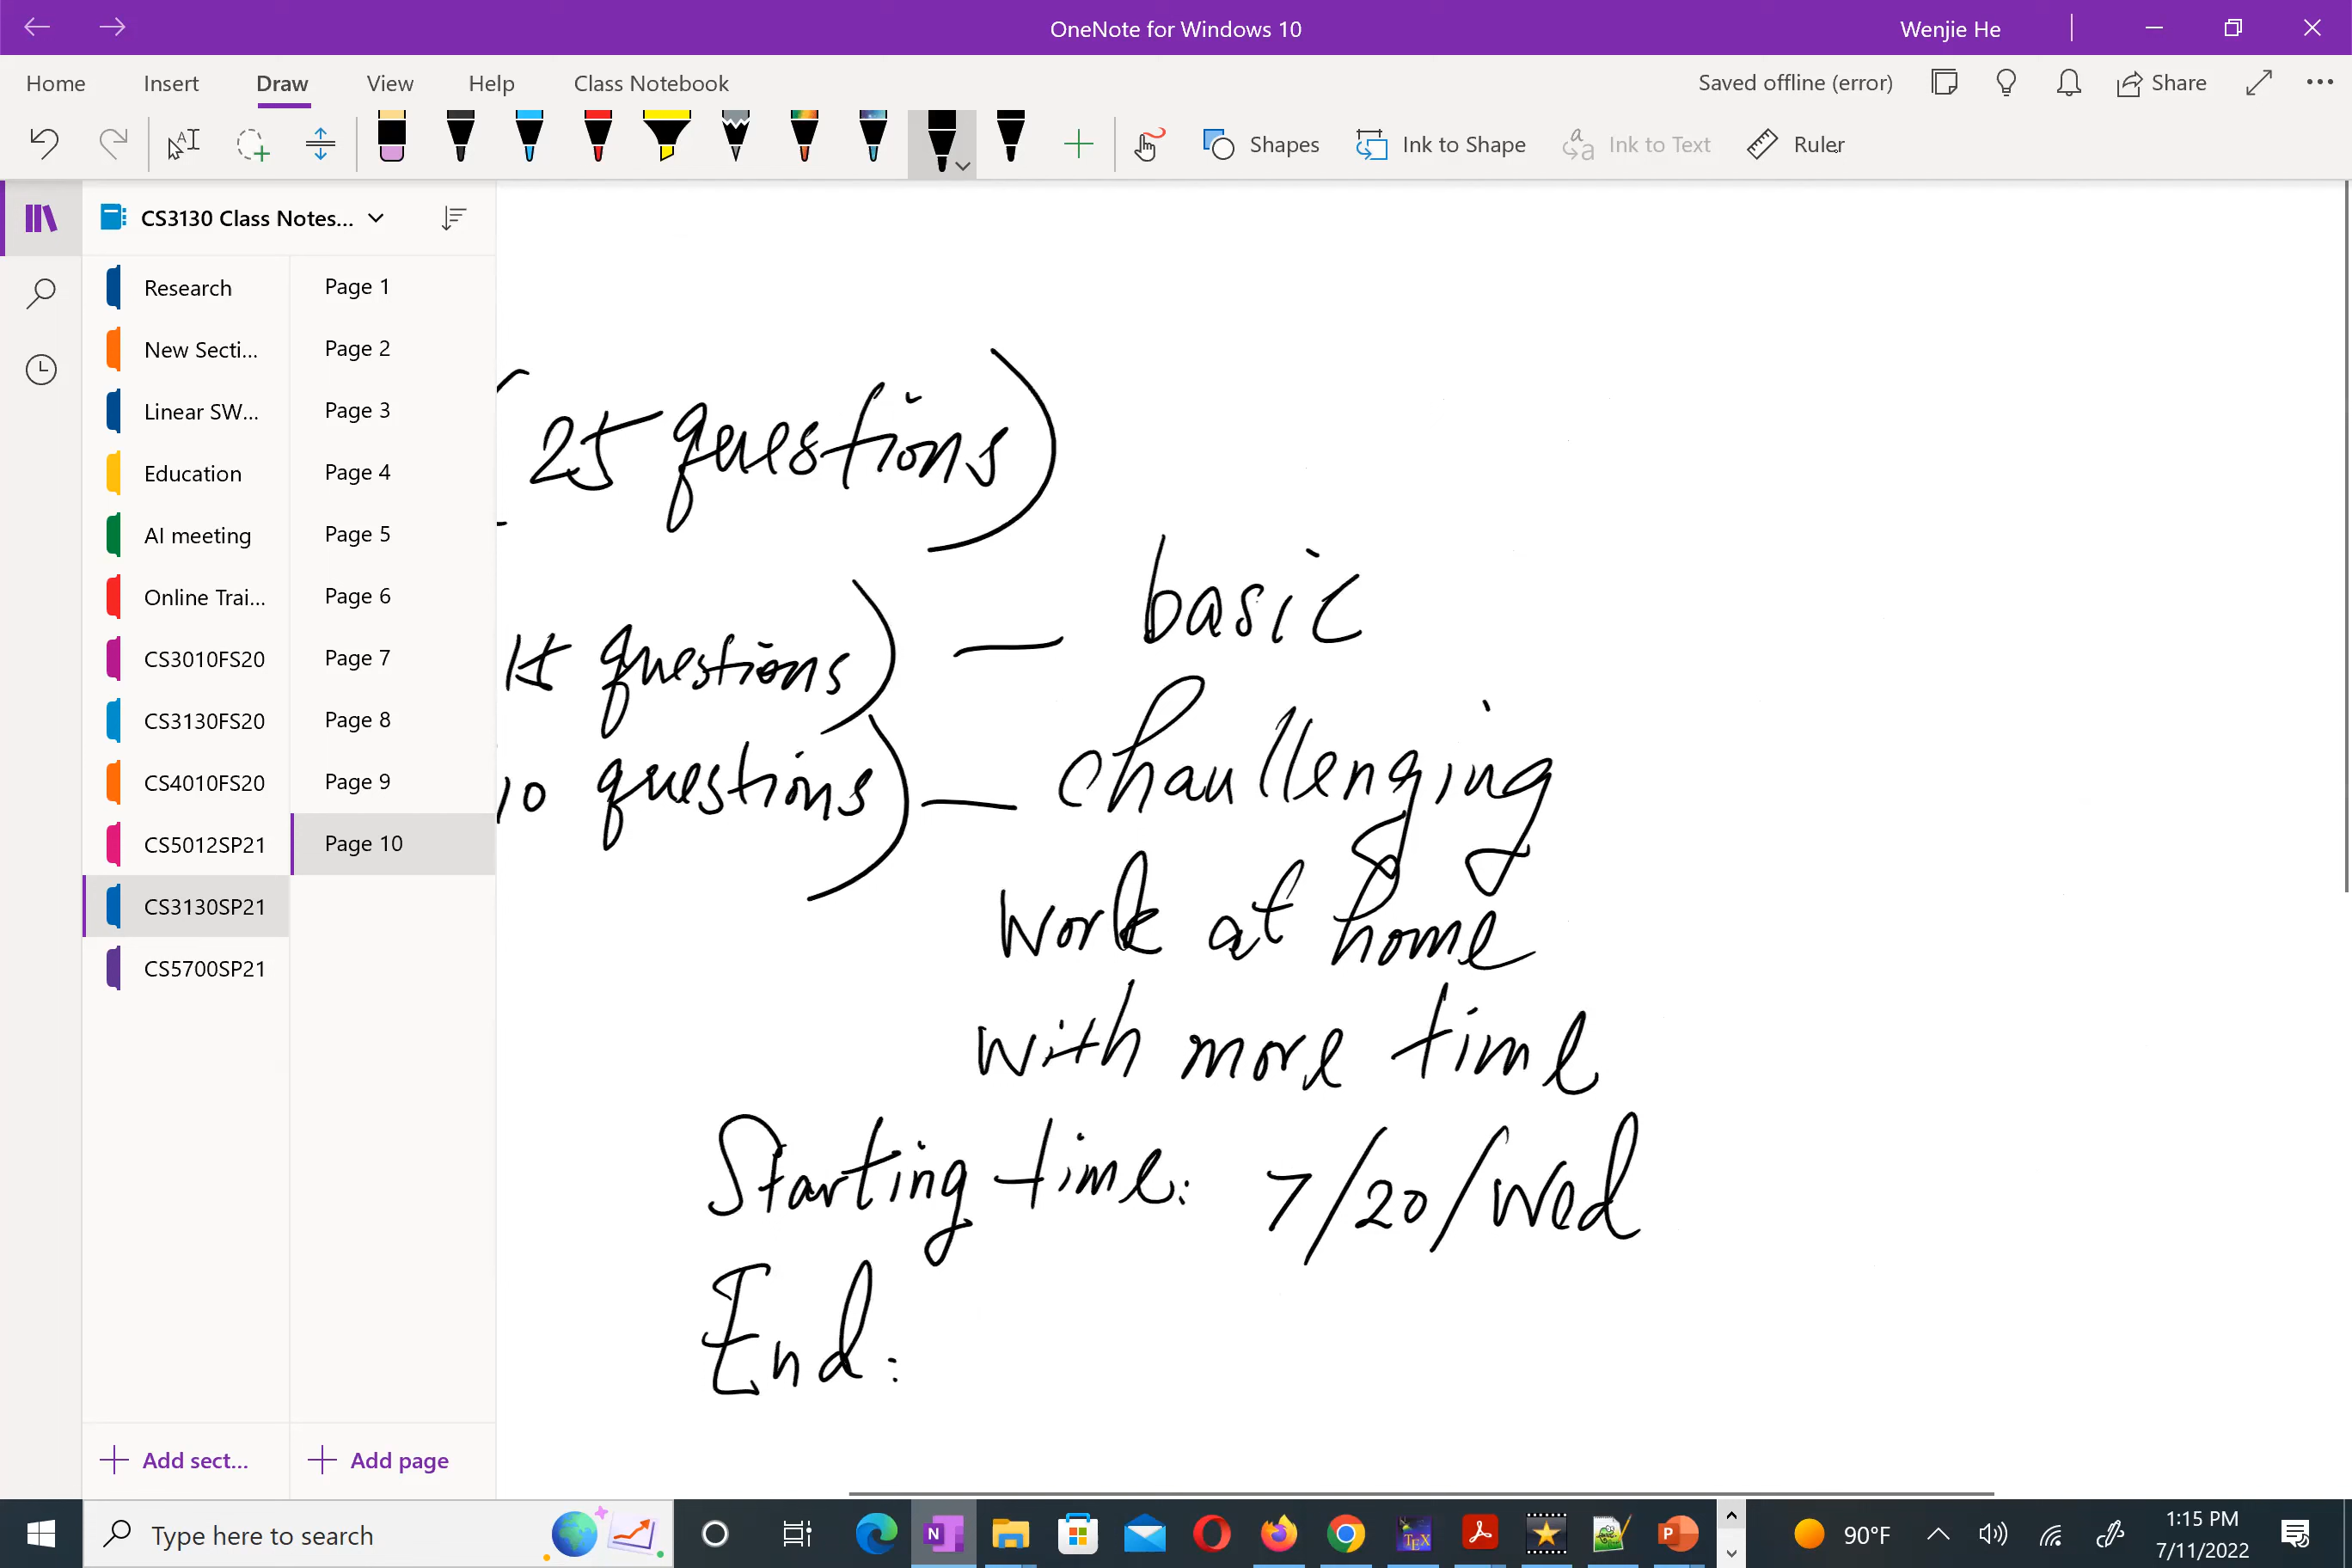 OneNote for Windows 10
Wenjie He
Home Insert Draw View Help Class Notebook
Saved offline (error)
Share
Shapes
Ink to Shape
Ink to Text
Ruler
CS3130 Class Notes...
Research
New Secti...
Linear SW...
Education
AI meeting
Online Trai...
CS3010FS20
CS3130FS20
CS4010FS20
CS5012SP21
CS3130SP21
CS5700SP21
Page 1
Page 2
Page 3
Page 4
Page 5
Page 6
Page 7
Page 8
Page 9
Page 10
(25 questions)
15 questions) — basic
10 questions) — challenging
work at home
with more time
Starting time: 7/20/Wed
End:
Add sect...
Add page
Type here to search
90°F
1:15 PM
7/11/2022